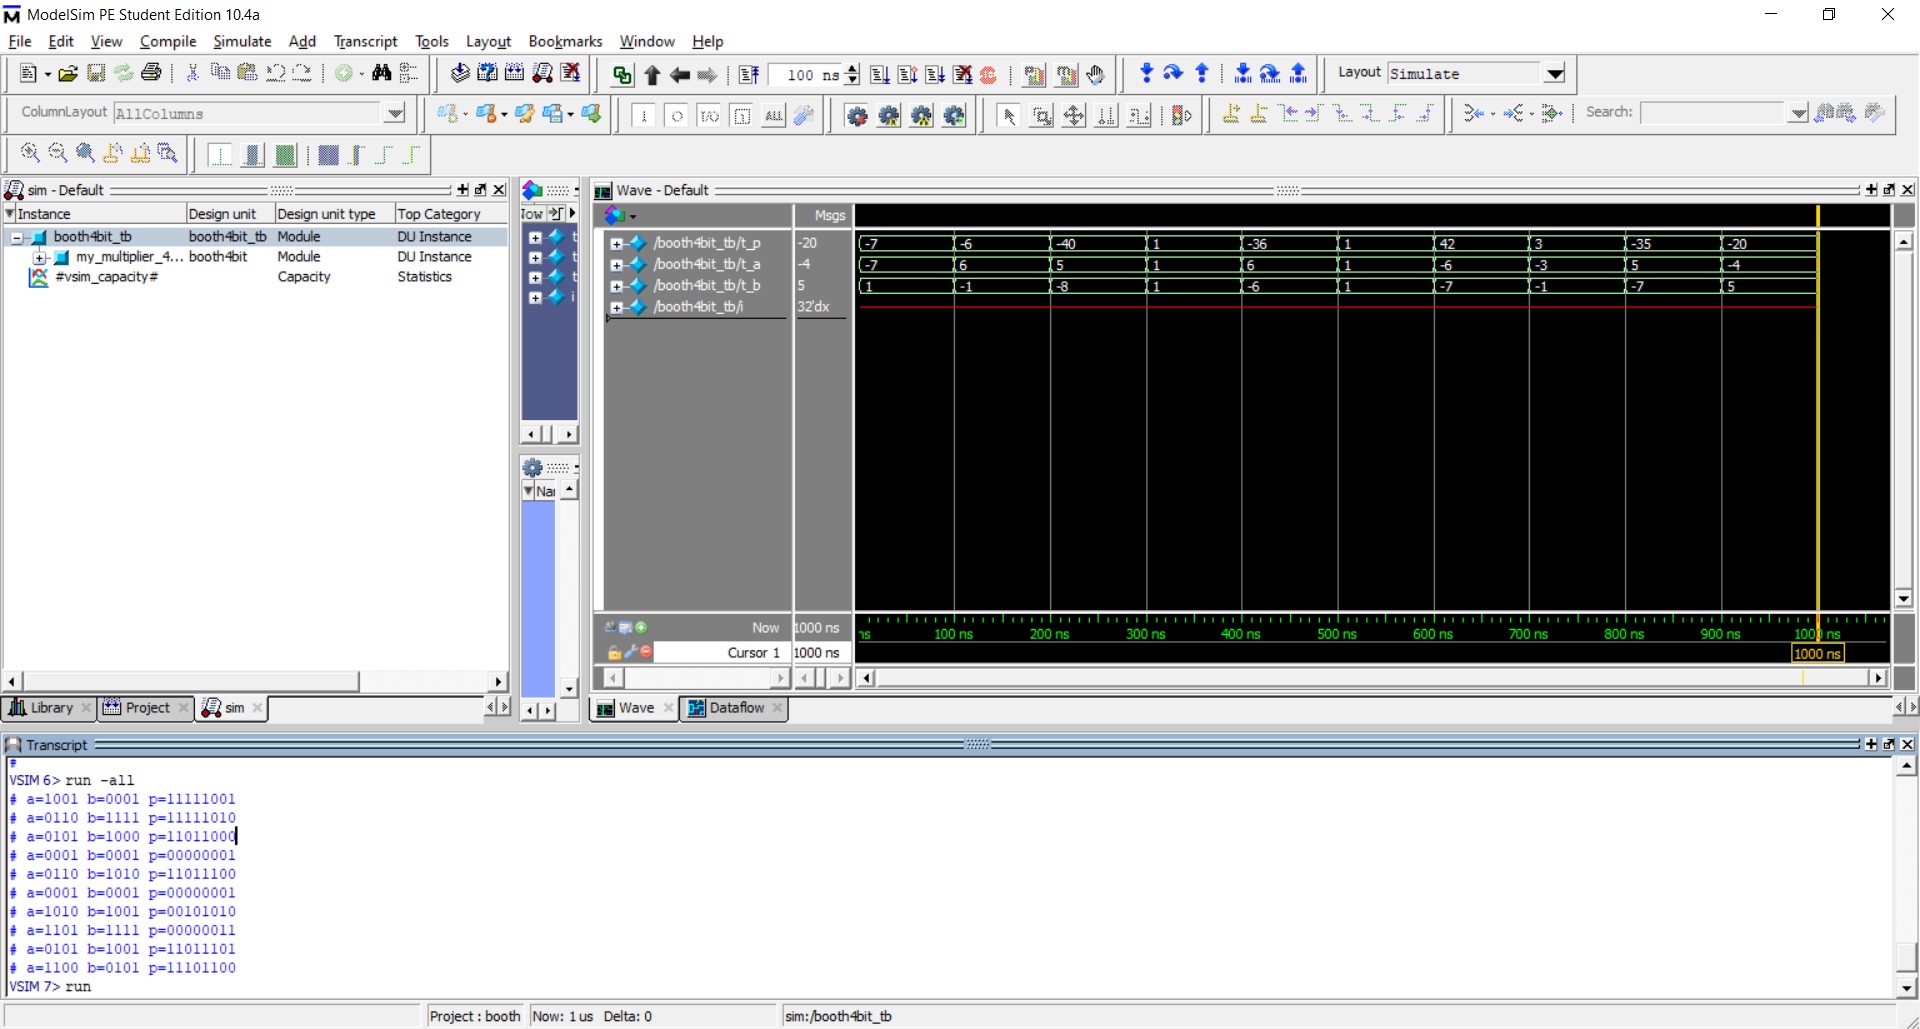 ModelSim PE Student Edition 10.4a
File Edit View Compile Simulate Add Transcript Tools Layout Bookmarks Window Help
100 ns
Layout Simulate
ColumnLayout AllColumns
ALL
Search:
sim - Default
Instance Design unit Design unit type Top Category
booth4bit_tb booth4bit_tb Module DU Instance
my_multiplier_4... booth4bit Module DU Instance
#vsim_capacity# Capacity Statistics
Library Project sim
Wave - Default
Msgs
/booth4bit_tb/t_p -20 -7 -6 -40 1 -36 1 42 3 -35 -20
/booth4bit_tb/t_a -4 -7 6 5 1 6 1 -6 -3 5 -4
/booth4bit_tb/t_b 5 1 -1 -8 1 -6 1 -7 -1 -7 5
/booth4bit_tb/i 32'dx
Now 1000 ns
ns 100 ns 200 ns 300 ns 400 ns 500 ns 600 ns 700 ns 800 ns 900 ns 1000 ns
Cursor 1 1000 ns 1000 ns
Wave Dataflow
Transcript
#
VSIM 6> run -all
# a=1001 b=0001 p=11111001
# a=0110 b=1111 p=11111010
# a=0101 b=1000 p=11011000
# a=0001 b=0001 p=00000001
# a=0110 b=1010 p=11011100
# a=0001 b=0001 p=00000001
# a=1010 b=1001 p=00101010
# a=1101 b=1111 p=00000011
# a=0101 b=1001 p=11011101
# a=1100 b=0101 p=11101100
VSIM 7> run
Project : booth Now: 1 us Delta: 0 sim:/booth4bit_tb